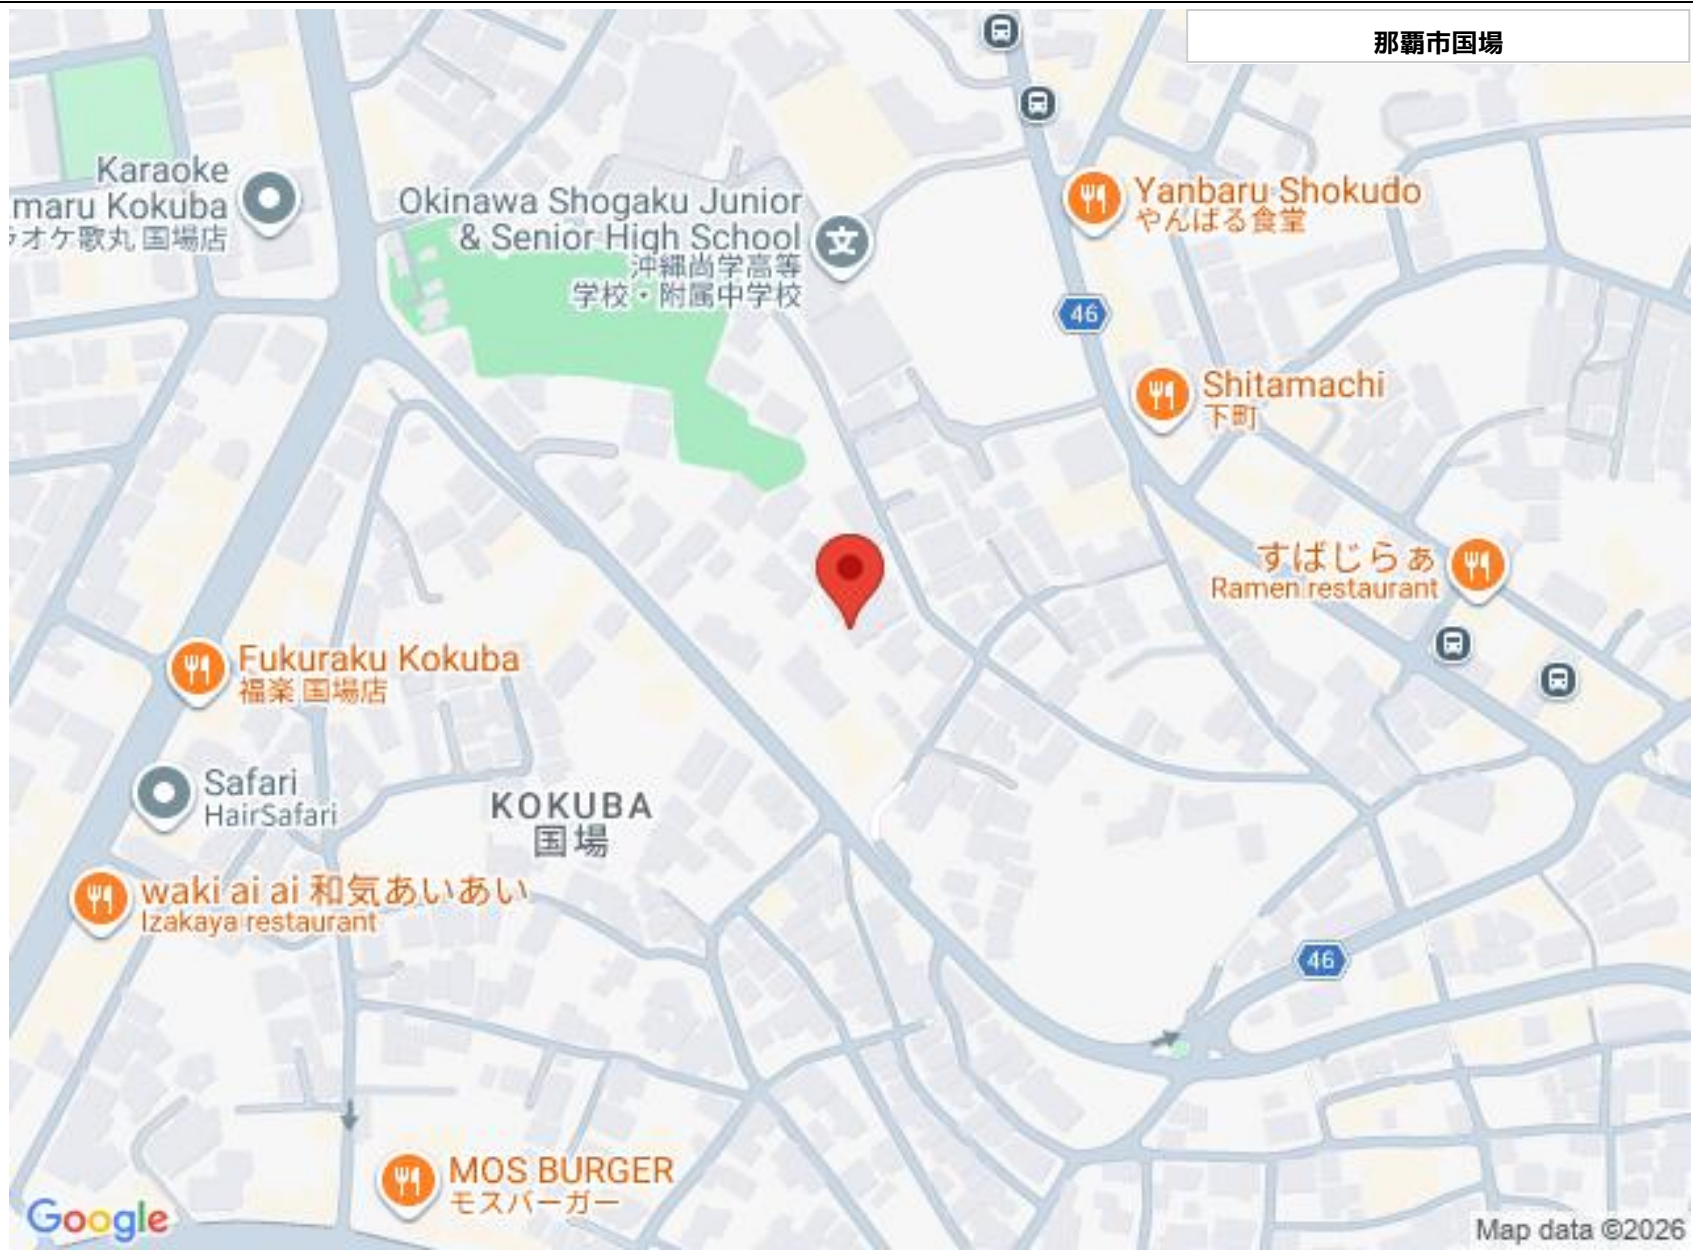 那覇市国場
Karaoke
maru Kokuba
オケ歌丸 国場店
Okinawa Shogaku Junior
& Senior High School
沖縄尚学高等
学校・附属中学校
Yanbaru Shokudo
やんばる食堂
46
Shitamachi
下町
すばじらぁ
Ramen restaurant
Fukuraku Kokuba
福楽 国場店
Safari
HairSafari
KOKUBA
国場
waki ai ai 和気あいあい
Izakaya restaurant
46
MOS BURGER
モスバーガー
Google
Map data ©2026
文